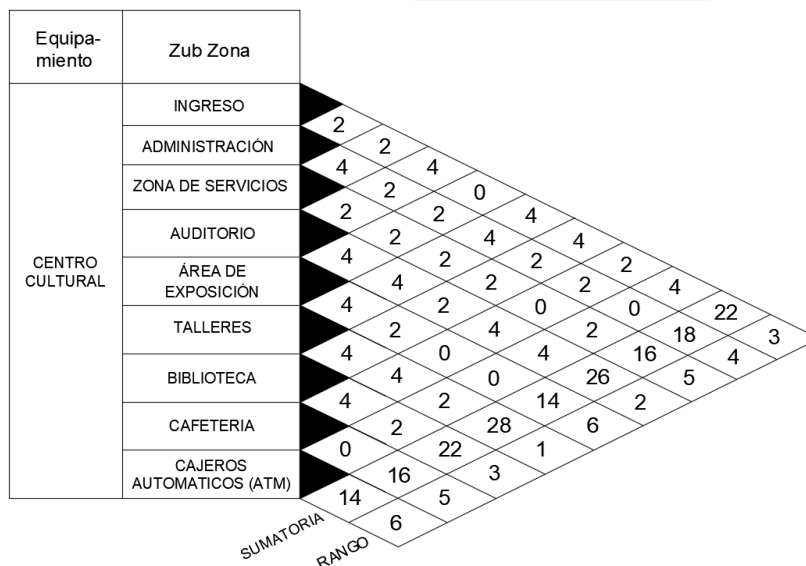 Equipa-
miento
Zub Zona
CENTRO
CULTURAL
INGRESO
2 2 4 0 4 4 2 4 22 3
ADMINISTRACIÓN
4 2 2 4 2 2 0 18 4
ZONA DE SERVICIOS
2 2 2 2 0 2 16 5
AUDITORIO
4 4 2 4 4 26 2
ÁREA DE
EXPOSICIÓN
4 2 0 0 14 6
TALLERES
4 4 2 28 1
BIBLIOTECA
4 2 22 3
CAFETERIA
0 16 5
CAJEROS
AUTOMATICOS (ATM)
14 6
SUMATORIA
RANGO